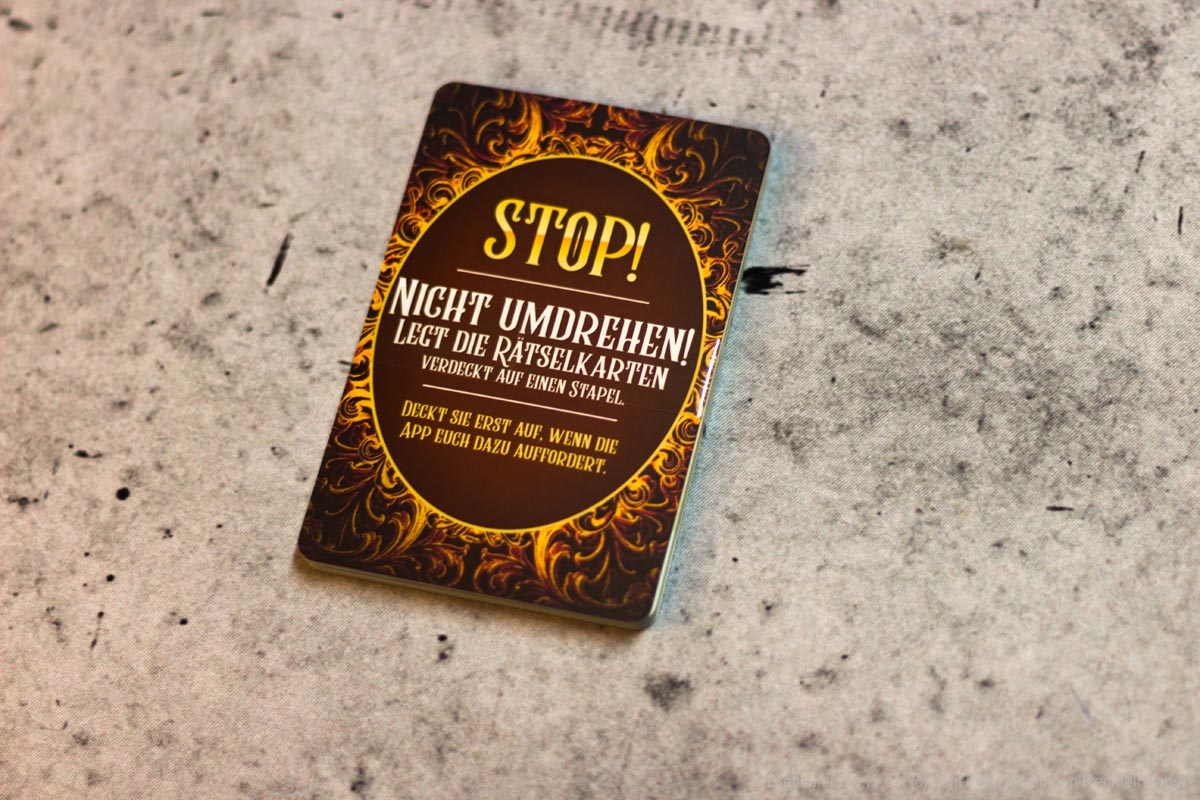 STOP!
NICHT UMDREHEN!
LEGT DIE RÄTSELKARTEN
VERDECKT AUF EINEN STAPEL.
DECKT SIE ERST AUF, WENN DIE
APP EUCH DAZU AUFFORDERT.